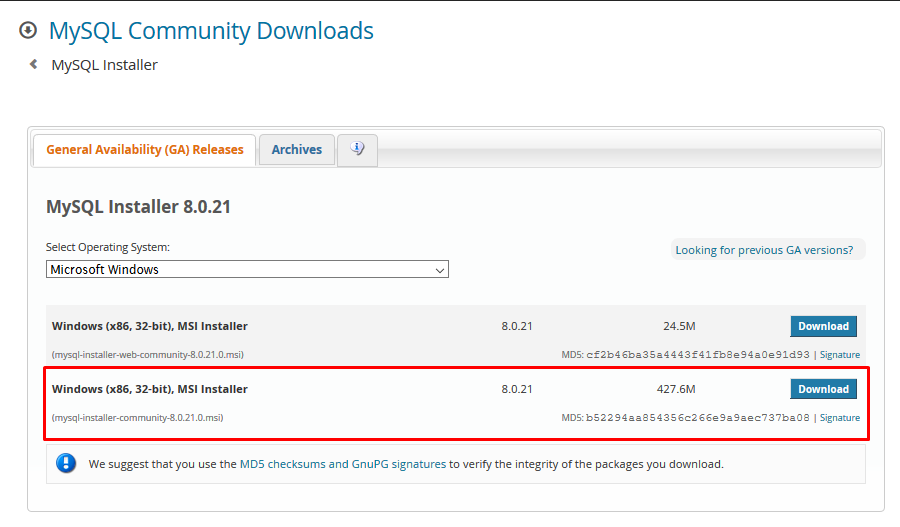 MySQL Community Downloads
MySQL Installer
General Availability (GA) Releases
Archives
MySQL Installer 8.0.21
Select Operating System:
Looking for previous GA versions?
Microsoft Windows
Windows (x86, 32-bit), MSI Installer 8.0.21 24.5M Download
(mysql-installer-web-community-8.0.21.0.msi) MD5: cf2b46ba35a4443f41fb8e94a0e91d93 | Signature
Windows (x86, 32-bit), MSI Installer 8.0.21 427.6M Download
(mysql-installer-community-8.0.21.0.msi) MD5: b52294aa854356c266e9a9aec737ba08 | Signature
We suggest that you use the MD5 checksums and GnuPG signatures to verify the integrity of the packages you download.